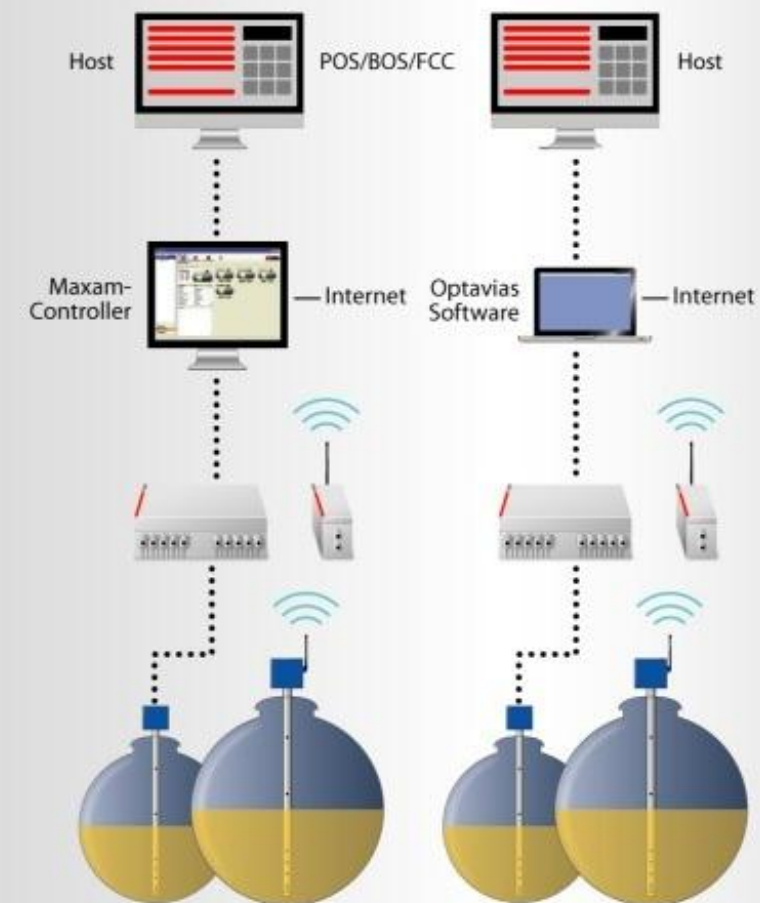 Host
POS/BOS/FCC
Host
Maxam-
Controller
Internet
Optavias
Software
Internet